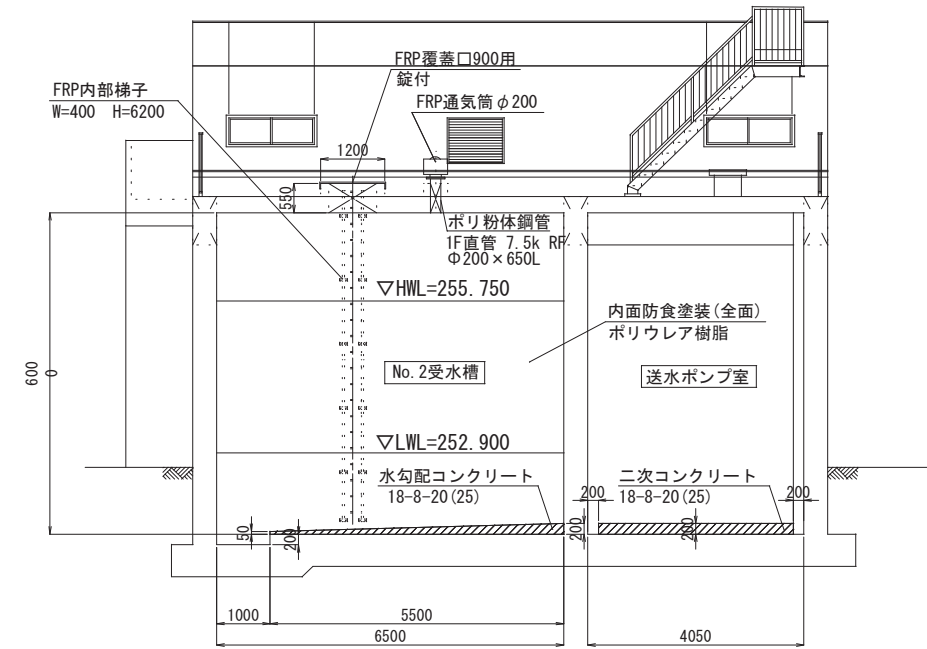 FRP覆蓋□900用
錠付
FRP内部梯子
W=400 H=6200
FRP通気筒φ200
1200
550
ポリ粉体鋼管
1F直管 7.5k RF
Φ200×650L
▽HWL=255.750
内面防食塗装(全面)
ポリウレア樹脂
600
0
No.2受水槽
送水ポンプ室
▽LWL=252.900
水勾配コンクリート
18-8-20(25)
二次コンクリート
18-8-20(25)
200
200
50
200
200
200
1000
5500
6500
4050